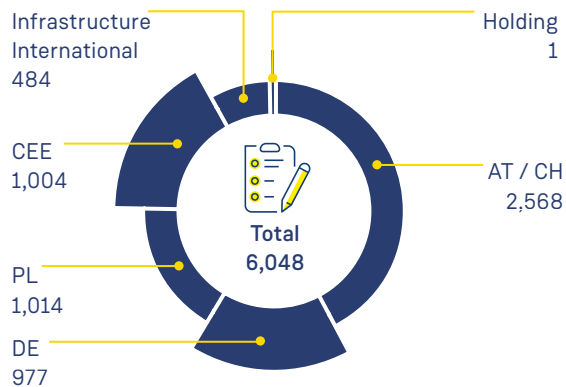 Infrastructure
International
484
Holding
1
CEE
1,004
AT / CH
2,568
Total
6,048
PL
1,014
DE
977